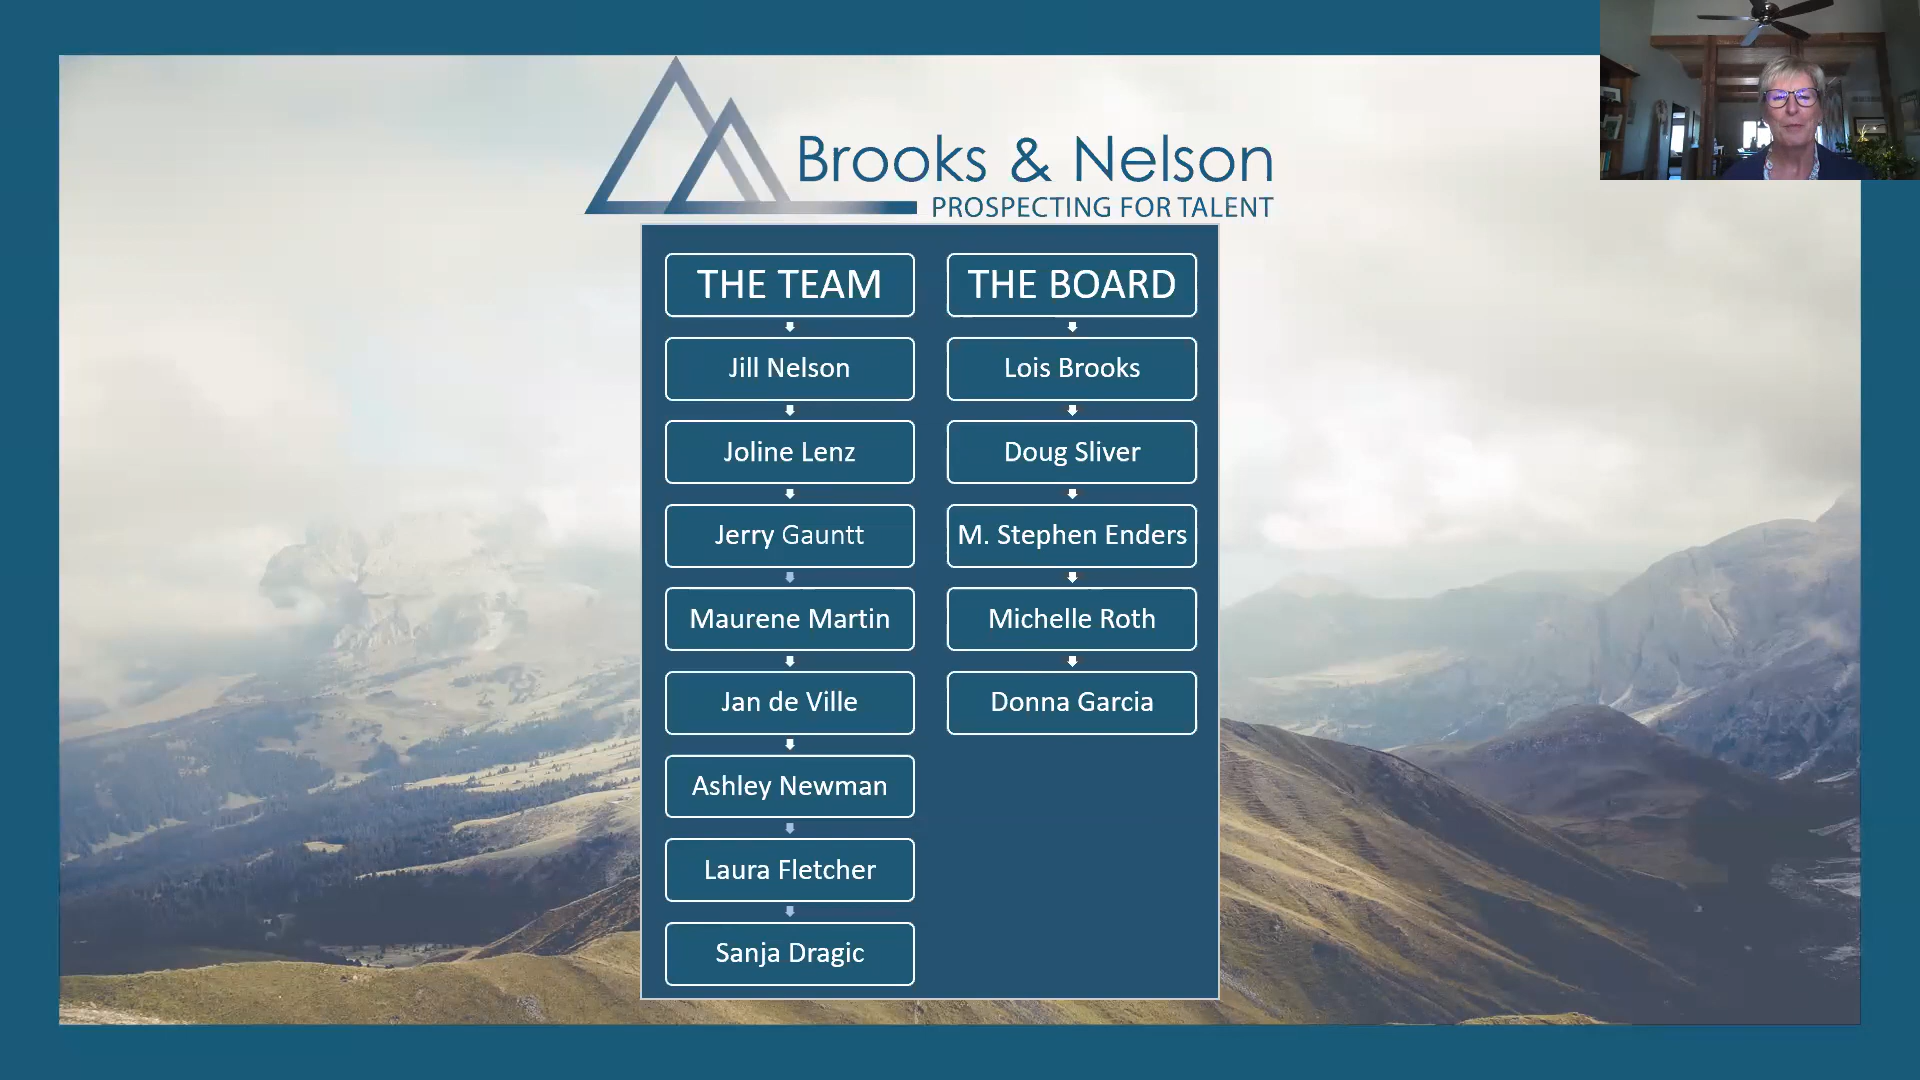 Brooks & Nelson
PROSPECTING FOR TALENT
THE TEAM
Jill Nelson
Joline Lenz
Jerry Gauntt
Maurene Martin
Jan de Ville
Ashley Newman
Laura Fletcher
Sanja Dragic
THE BOARD
Lois Brooks
Doug Sliver
M. Stephen Enders
Michelle Roth
Donna Garcia